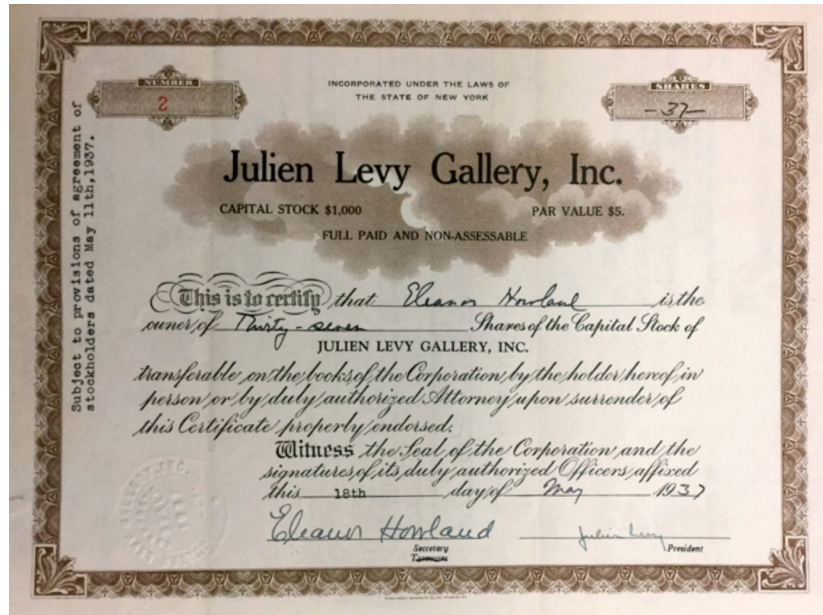 NUMBER
2
INCORPORATED UNDER THE LAWS OF
THE STATE OF NEW YORK
SHARES
-37-
Subject to provisions of agreement of
stockholders dated May 11th,1937.
Julien Levy Gallery, Inc.
CAPITAL STOCK $1,000
PAR VALUE $5.
FULL PAID AND NON-ASSESSABLE
This is to certify that Eleanor Howland is the
owner of Thirty-seven Shares of the Capital Stock of
JULIEN LEVY GALLERY, INC.
transferable on the books of the Corporation by the holder hereof in
person or by duly authorized Attorney upon surrender of
this Certificate properly endorsed.
Witness the Seal of the Corporation and the
signatures of its duly authorized Officers affixed
this 18th day of May 1937
Eleanor Howland
Julien Levy
Secretary
Treasurer
President